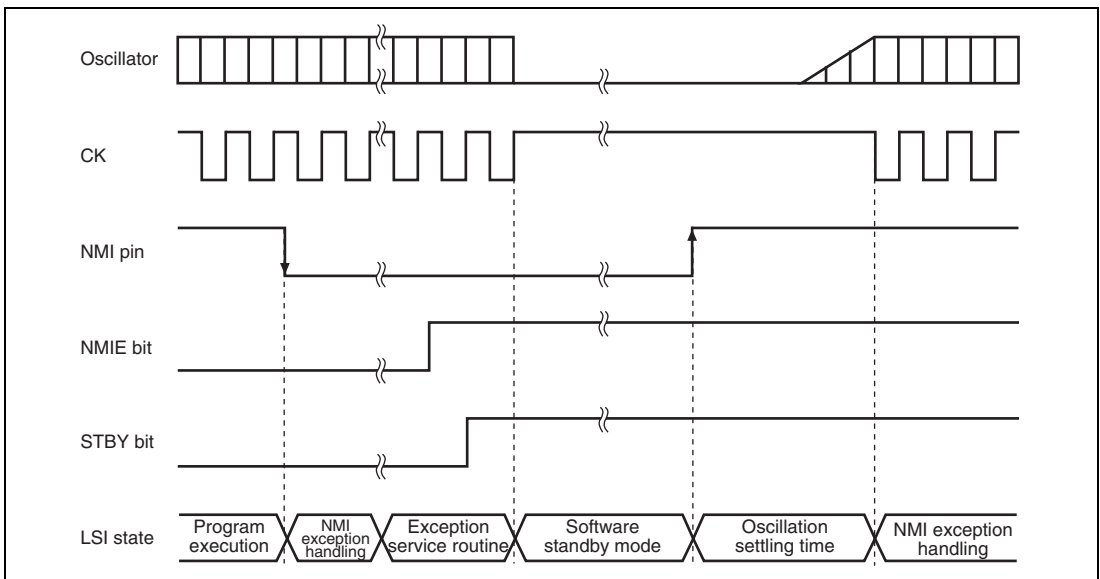 Oscillator
CK
NMI pin
NMIE bit
STBY bit
LSI state
Program
execution
NMI
exception
handling
Exception
service routine
Software
standby mode
Oscillation
settling time
NMI exception
handling